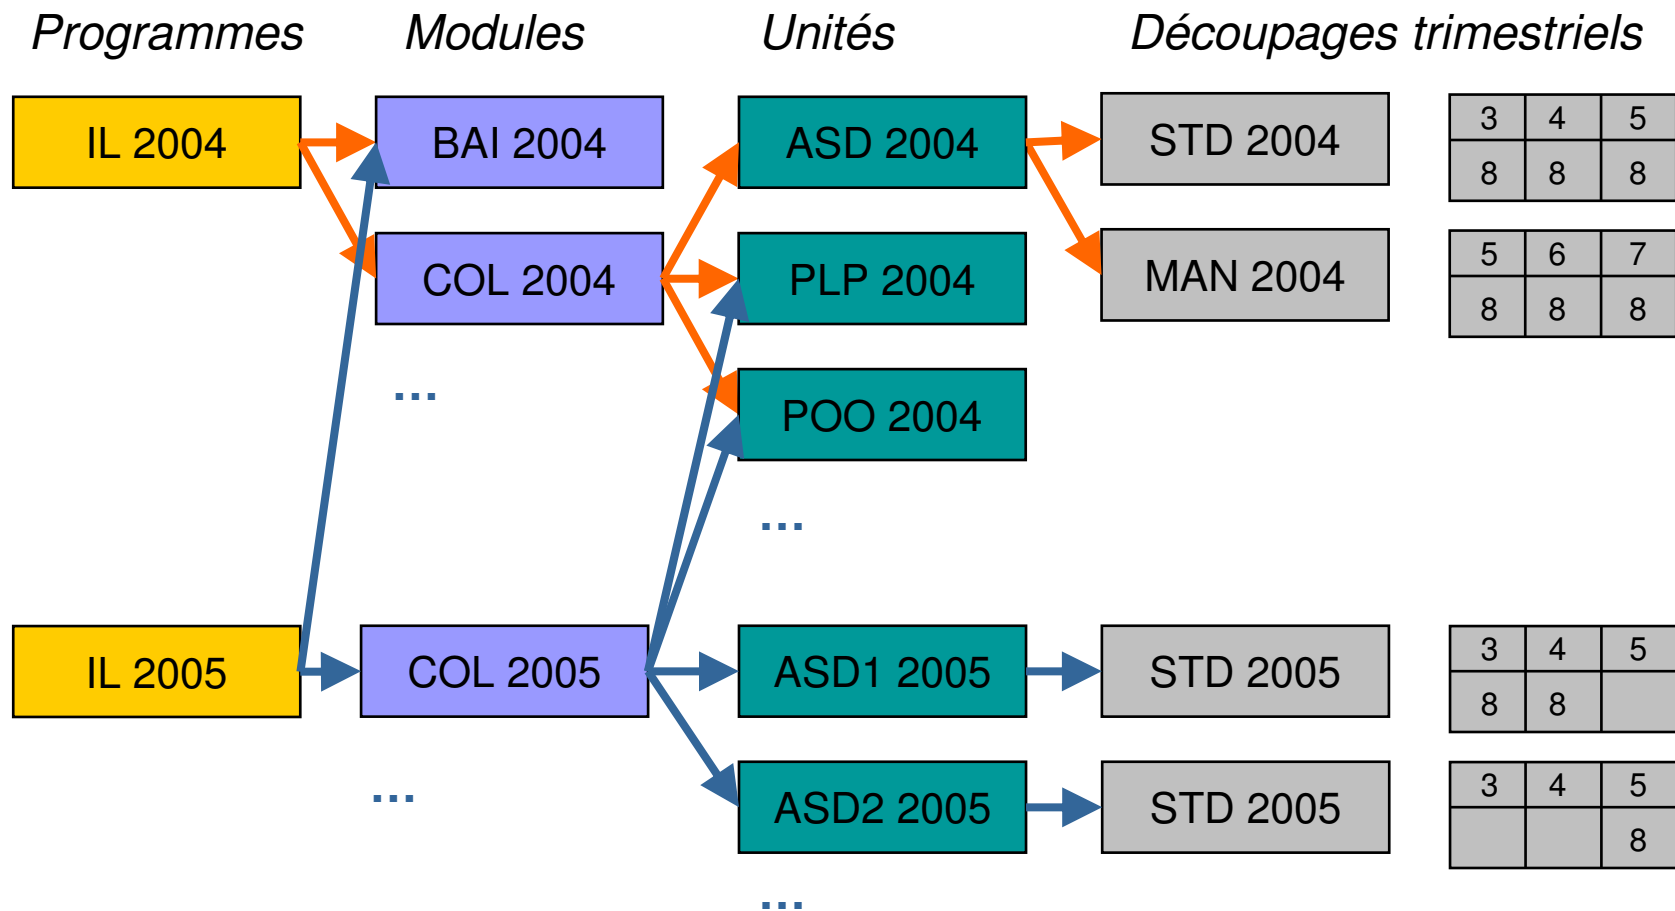 Programmes Modules Unités Découpages trimestriels
IL 2004 BAI 2004 ASD 2004 STD 2004 3 4 5
8 8 8
COL 2004 PLP 2004 MAN 2004 5 6 7
8 8 8
... POO 2004
...
IL 2005 COL 2005 ASD1 2005 STD 2005 3 4 5
8 8
... ASD2 2005 STD 2005 3 4 5
8
...